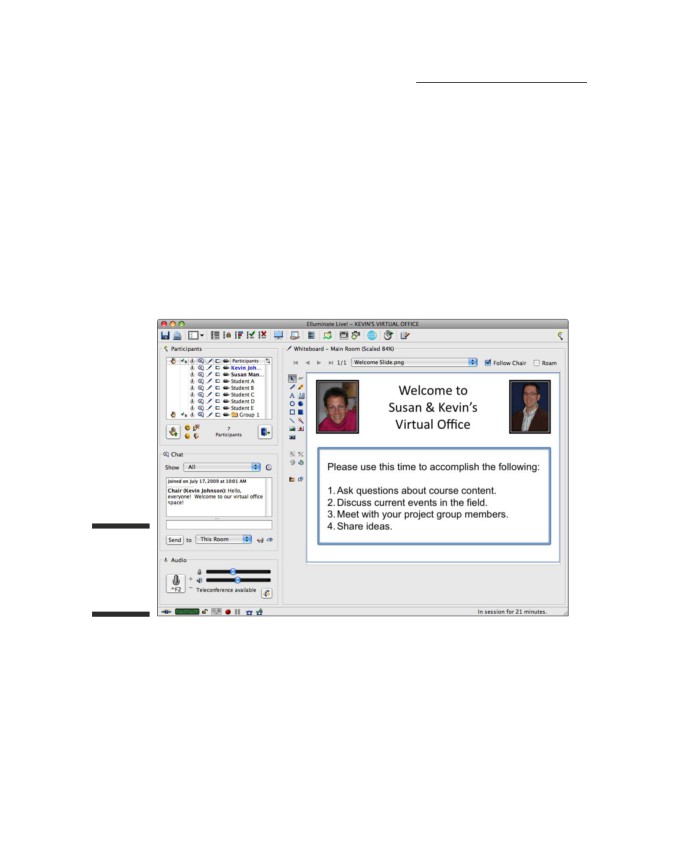 Elluminate Live! – KEVIN'S VIRTUAL OFFICE
Participants
Participants
Kevin Joh...
Susan Man...
Student A
Student B
Student C
Student D
Student E
Group 1
7
Participants
Chat
Show All
Joined on July 17, 2009 at 10:01 AM
Chair (Kevin Johnson): Hello,
everyone! Welcome to our virtual office
space!
Send to This Room
Audio
^F2
Teleconference available
Whiteboard – Main Room (Scaled 84%)
1/1 Welcome Slide.png Follow Chair Roam
Welcome to
Susan & Kevin's
Virtual Office
Please use this time to accomplish the following:
1. Ask questions about course content.
2. Discuss current events in the field.
3. Meet with your project group members.
4. Share ideas.
In session for 21 minutes.